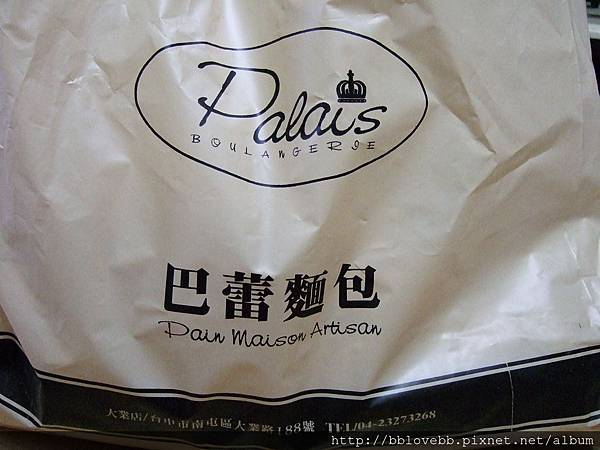 Palais
BOULANGERIE
巴蕾麵包
Pain Maison Artisan
大業店/台中市南屯區大業路188號 TEL/04-23273268
http://bblovebb.pixnet.net/album